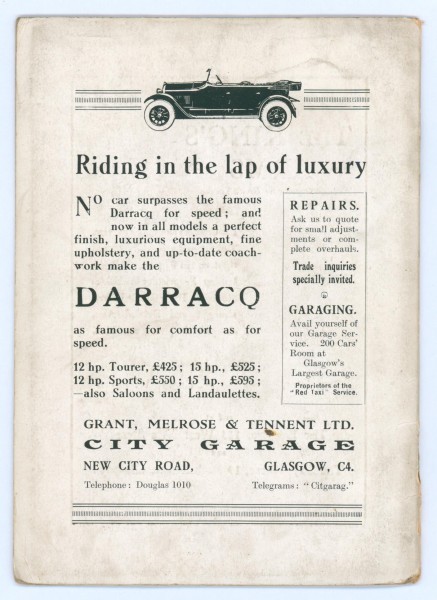 Riding in the lap of luxury
No car surpasses the famous
Darracq for speed; and
now in all models a perfect
finish, luxurious equipment, fine
upholstery, and up-to-date coach-
work make the
DARRACQ
as famous for comfort as for
speed.
12 hp. Tourer, £425; 15 hp., £525;
12 hp. Sports, £550; 15 hp., £595;
—also Saloons and Landaulettes.
REPAIRS.
Ask us to quote
for small adjust-
ments or com-
plete overhauls.
Trade inquiries
specially invited.
GARAGING.
Avail yourself of
our Garage Ser-
vice. 200 Cars'
Room at
Glasgow's
Largest Garage.
Proprietors of the
"Red Taxi" Service.
GRANT, MELROSE & TENNENT LTD.
CITY GARAGE
NEW CITY ROAD, GLASGOW, C4.
Telephone: Douglas 1010 Telegrams: "Citgarag."